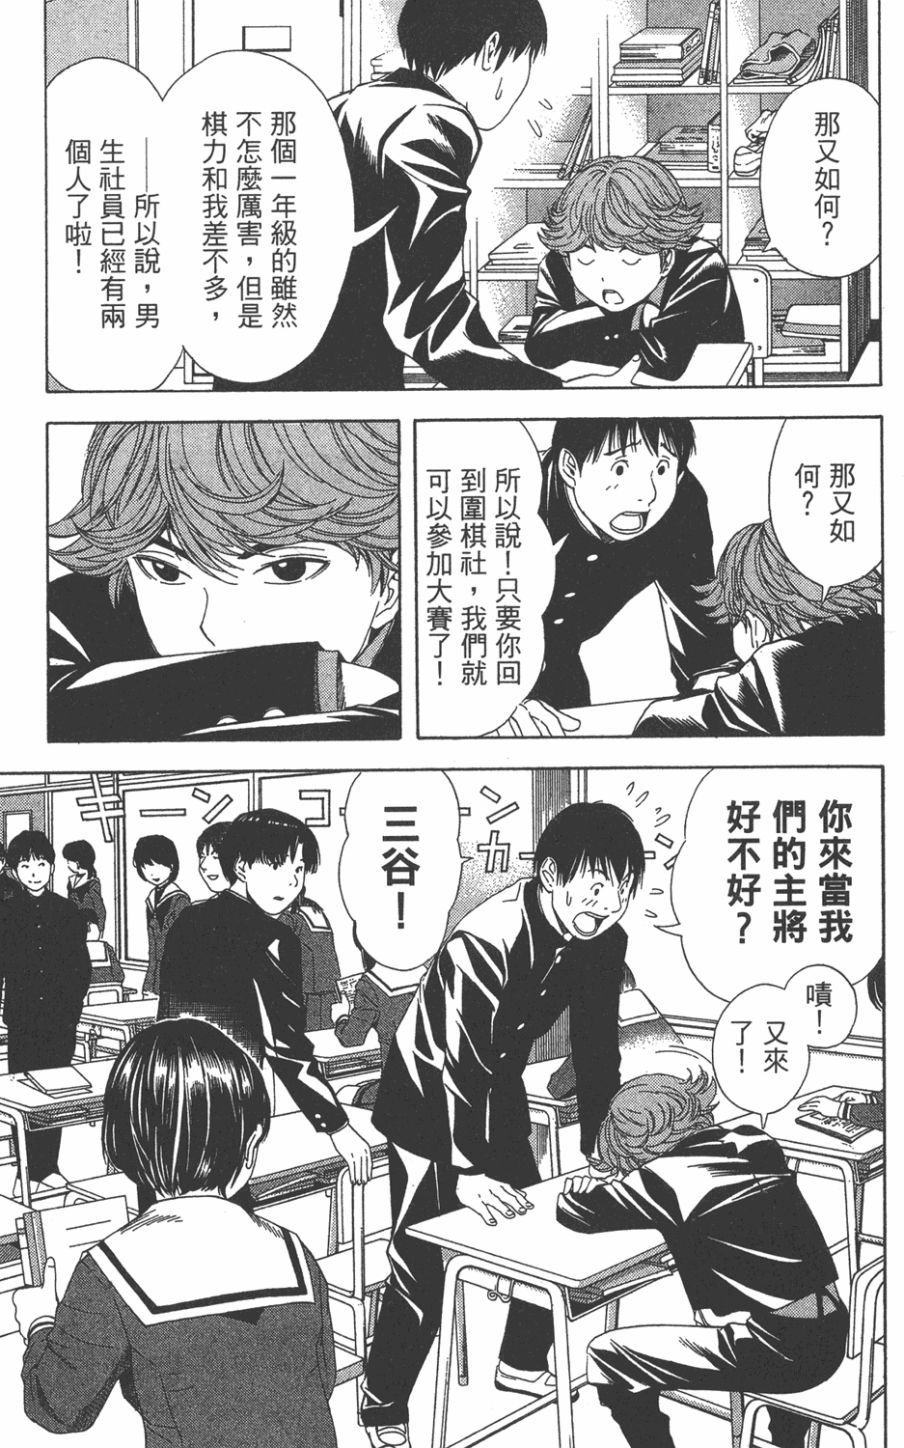 那又如何？
那個一年級的雖然
不怎麼厲害，但是
棋力和我差不多，
——所以說，男
生社員已經有兩
個人了啦！
那又如
何？
所以說！只要你回
到圍棋社，我們就
可以參加大賽了！
你來當我
們的主將
好不好？
嘖！
又來
了！
三谷！
キーン
コーーン
カーーン